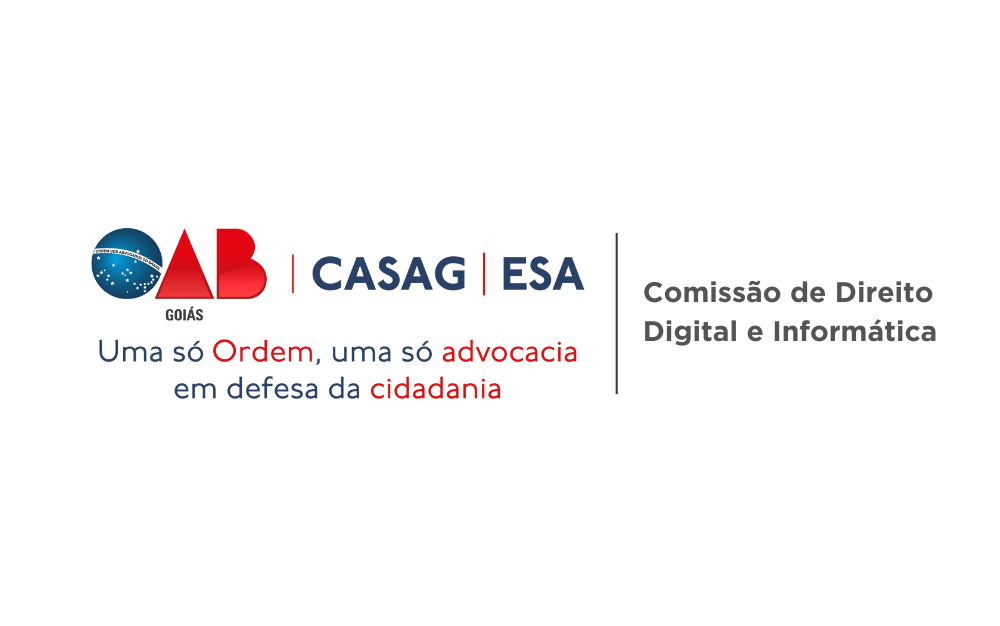 OAB
ORDEM DOS ADVOGADOS DO BRASIL
GOIÁS
CASAG
ESA
Uma só Ordem, uma só advocacia
em defesa da cidadania
Comissão de Direito
Digital e Informática